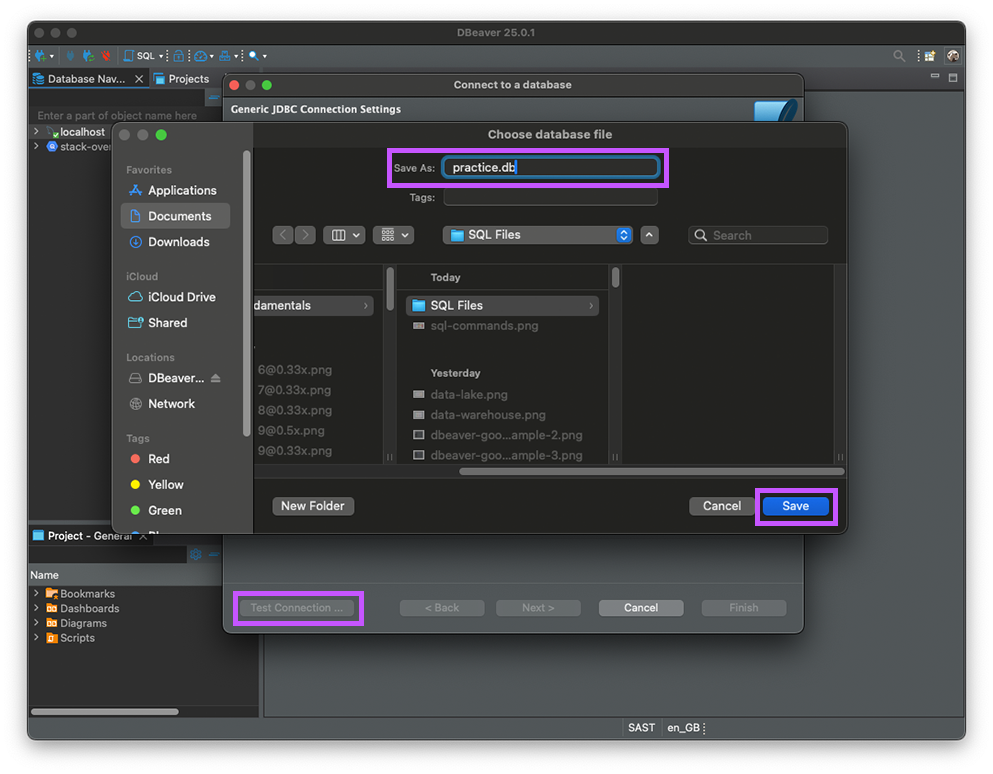 DBeaver 25.0.1
SQL
Database Nav...
Projects
Enter a part of object name here
localhost
stack-over
Connect to a database
Generic JDBC Connection Settings
Choose database file
Save As: practice.db
Tags:
SQL Files
Search
Favorites
Applications
Documents
Downloads
iCloud
iCloud Drive
Shared
Locations
DBeaver...
Network
Tags
Red
Yellow
Green
damentals
6@0.33x.png
7@0.33x.png
8@0.33x.png
9@0.5x.png
9@0.33x.png
Today
SQL Files
sql-commands.png
Yesterday
data-lake.png
data-warehouse.png
dbeaver-goo...ample-2.png
dbeaver-goo...ample-3.png
New Folder
Cancel
Save
Project - General
Name
Bookmarks
Dashboards
Diagrams
Scripts
Test Connection ...
< Back
Next >
Cancel
Finish
SAST
en_GB